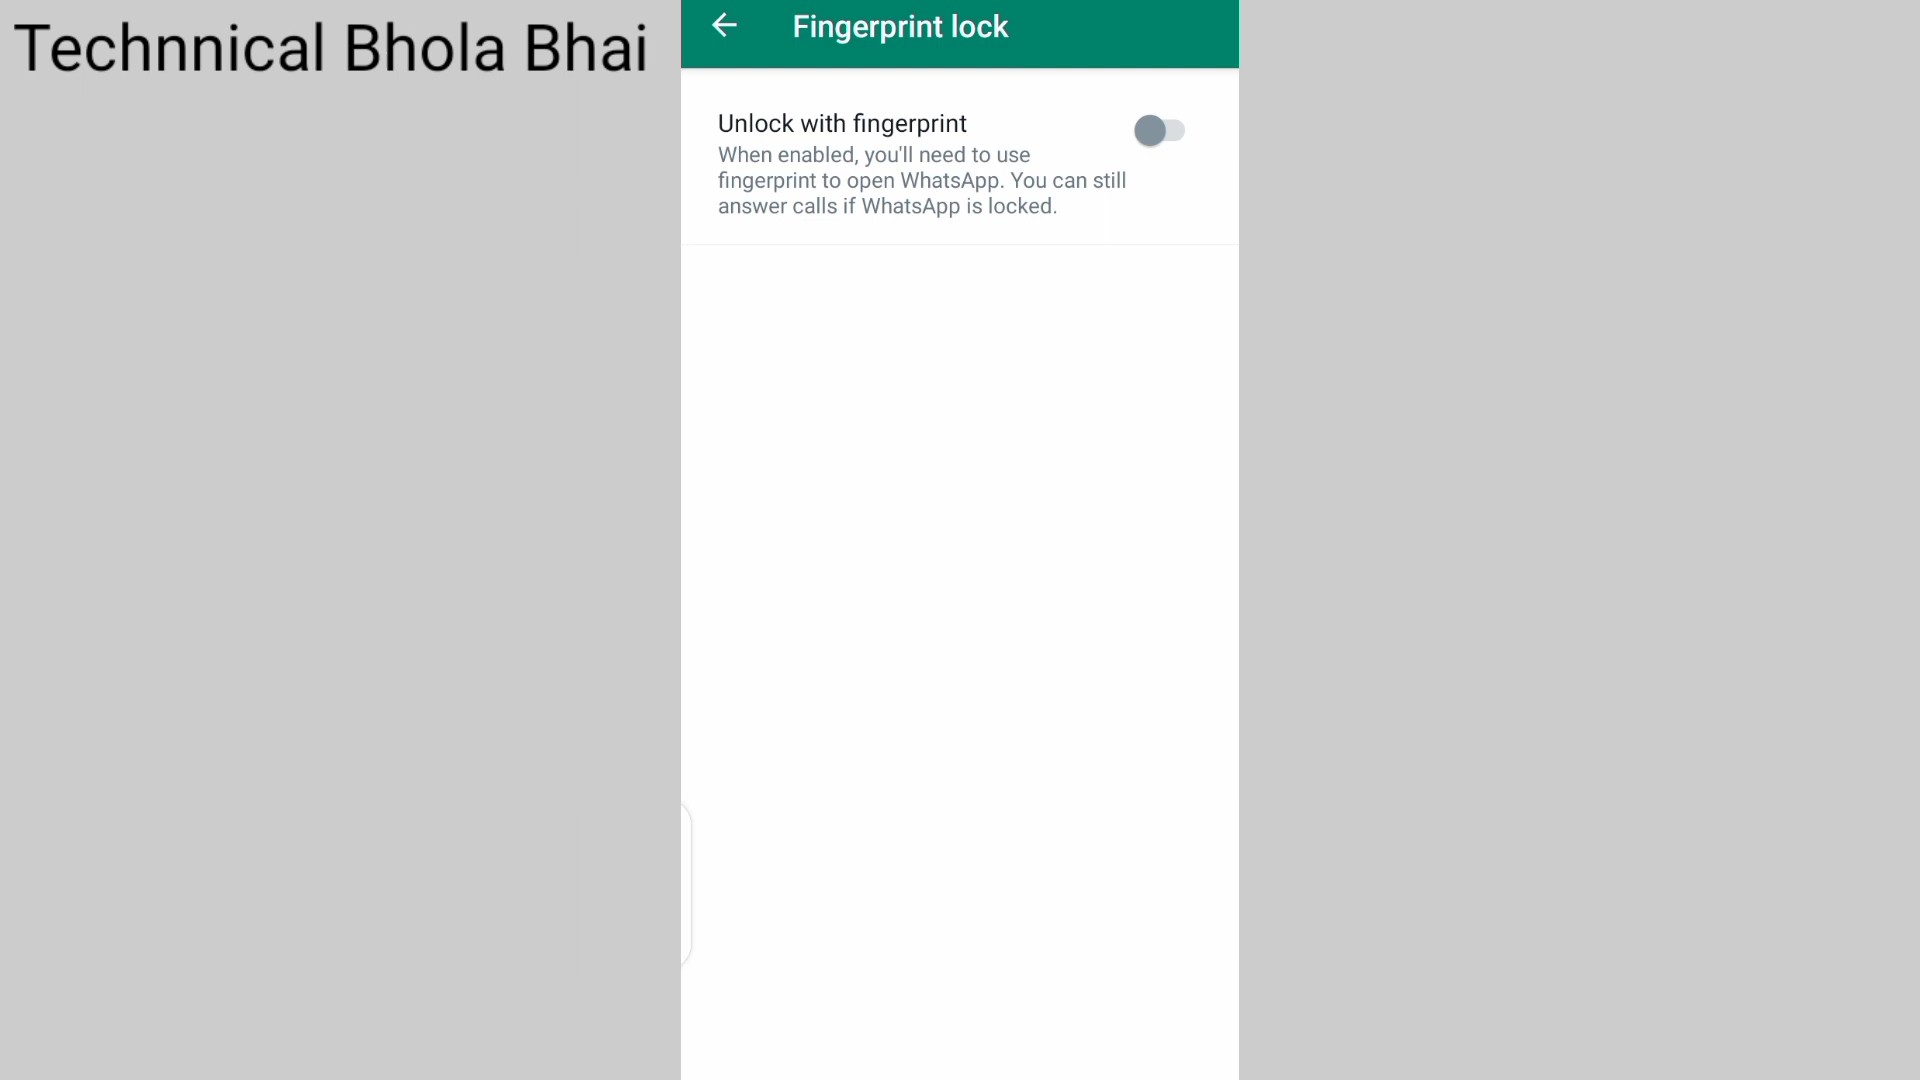 Technnical Bhola Bhai
Fingerprint lock
Unlock with fingerprint
When enabled, you'll need to use
fingerprint to open WhatsApp. You can still
answer calls if WhatsApp is locked.